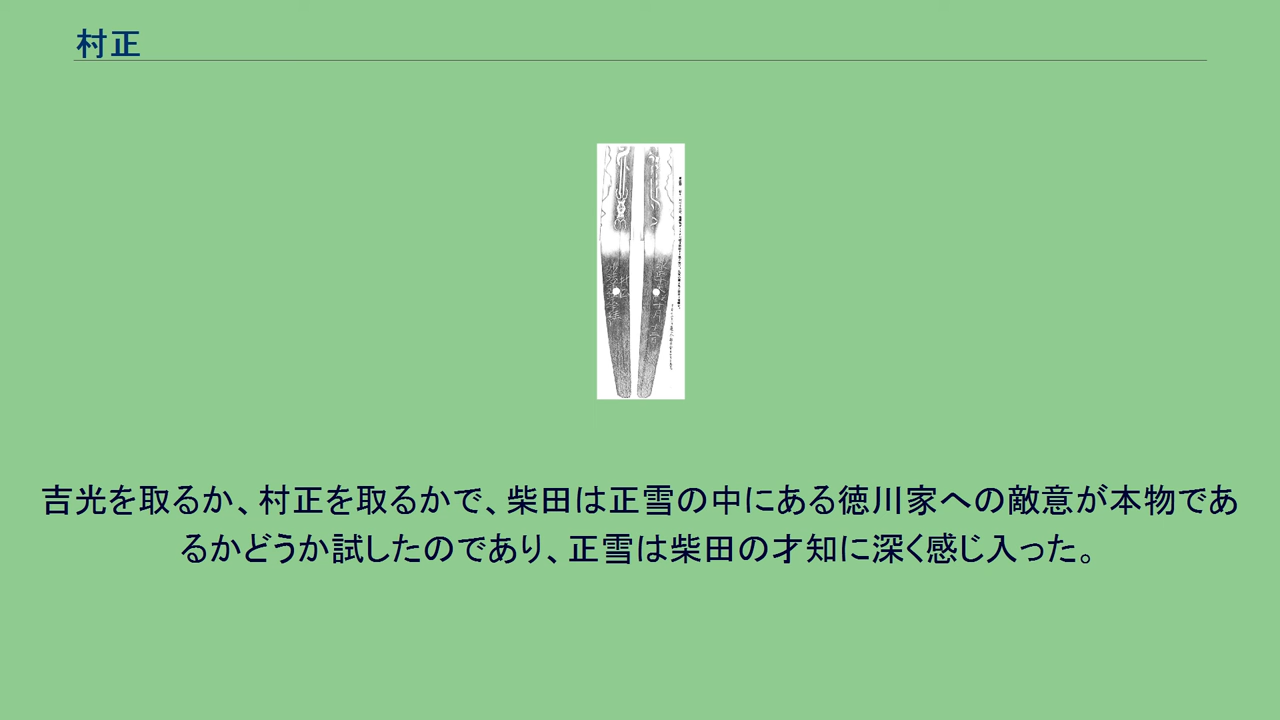 村正
吉光を取るか、村正を取るかで、柴田は正雪の中にある徳川家への敵意が本物であ
るかどうか試したのであり、正雪は柴田の才知に深く感じ入った。